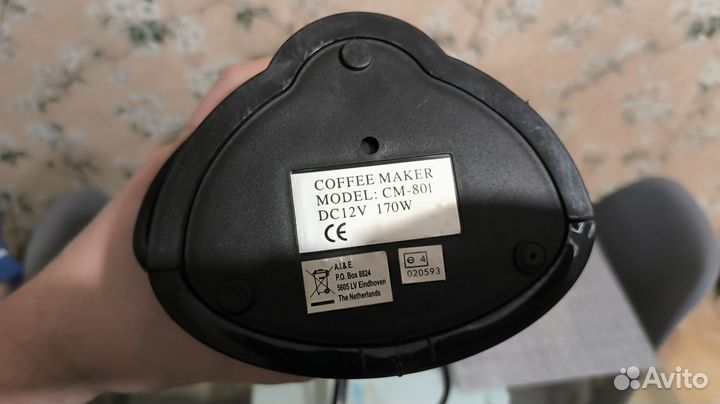 COFFEE MAKER
MODEL: CM-801
DC12V 170W
CE
A.I.& E.
P.O. Box 8824
5605 LV Eindhoven
The Netherlands
e 4
020593
Avito